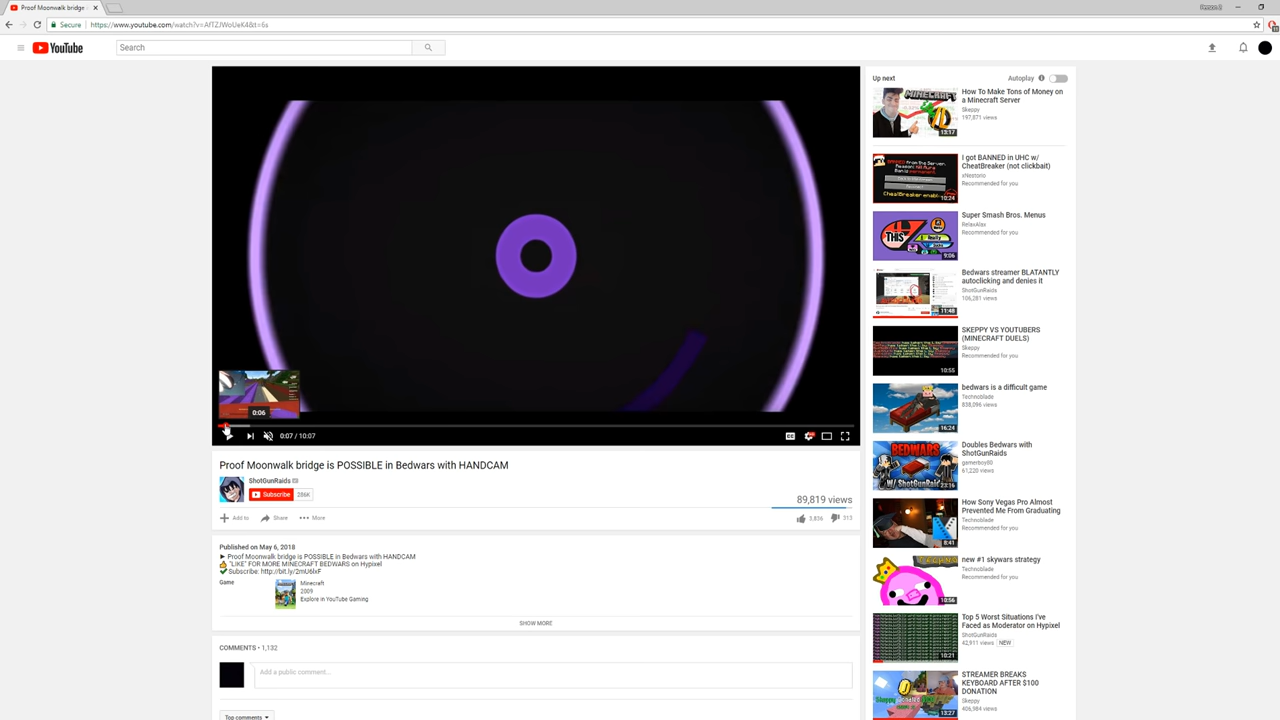 Proof Moonwalk bridge
Secure
https://www.youtube.com/watch?v=AfTZJWoUeK4&t=6s
YouTube
Search
0:06
0:07 / 10:07
Proof Moonwalk bridge is POSSIBLE in Bedwars with HANDCAM
ShotGunRaids
Subscribe 286K
89,819 views
Add to Share More
3,836 313
Published on May 6, 2018
► Proof Moonwalk bridge is POSSIBLE in Bedwars with HANDCAM
👍 "LIKE" FOR MORE MINECRAFT BEDWARS on Hypixel
✔ Subscribe: http://bit.ly/2mU6lxF
Game
Minecraft
2009
Explore in YouTube Gaming
SHOW MORE
COMMENTS • 1,132
Add a public comment...
Top comments
Up next
Autoplay
MINECRAFT
13:17
How To Make Tons of Money on
a Minecraft Server
Skeppy
197,871 views
CheatBreaker
10:24
I got BANNED in UHC w/
CheatBreaker (not clickbait)
xNestorio
Recommended for you
THIS
9:06
Super Smash Bros. Menus
RelaxAlax
Recommended for you
11:48
Bedwars streamer BLATANTLY
autoclicking and denies it
ShotGunRaids
106,281 views
10:55
SKEPPY VS YOUTUBERS
(MINECRAFT DUELS)
Skeppy
Recommended for you
16:24
bedwars is a difficult game
Technoblade
838,096 views
BEDWARS
23:16
Doubles Bedwars with
ShotGunRaids
gamerboy80
61,220 views
8:41
How Sony Vegas Pro Almost
Prevented Me From Graduating
Technoblade
Recommended for you
10:56
new #1 skywars strategy
Technoblade
Recommended for you
10:21
Top 5 Worst Situations I've
Faced as Moderator on Hypixel
ShotGunRaids
42,911 views NEW
13:27
STREAMER BREAKS
KEYBOARD AFTER $100
DONATION
Skeppy
406,984 views